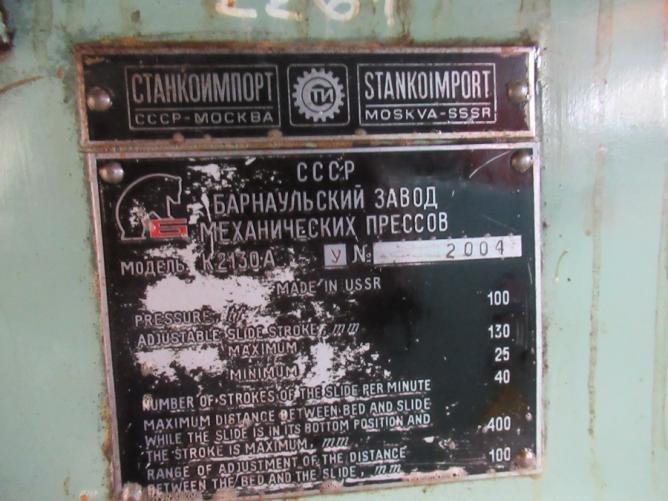 2261
СТАНКОИМПОРТ
СССР-МОСКВА
СТИ
STANKOIMPORT
MOSKVA-SSSR
СССР
БАРНАУЛЬСКИЙ ЗАВОД
МЕХАНИЧЕСКИХ ПРЕССОВ
МОДЕЛЬ К2130А У № 2004
MADE IN USSR
PRESSURE, 100
ADJUSTABLE SLIDE STROKE, mm
MAXIMUM 130
MINIMUM 25
NUMBER OF STROKES OF THE SLIDE PER MINUTE 40
MAXIMUM DISTANCE BETWEEN BED AND SLIDE
WHILE THE SLIDE IS IN ITS BOTTOM POSITION AND
THE STROKE IS MAXIMUM, mm 400
RANGE OF ADJUSTMENT OF THE DISTANCE
BETWEEN THE BED AND THE SLIDE, mm 100